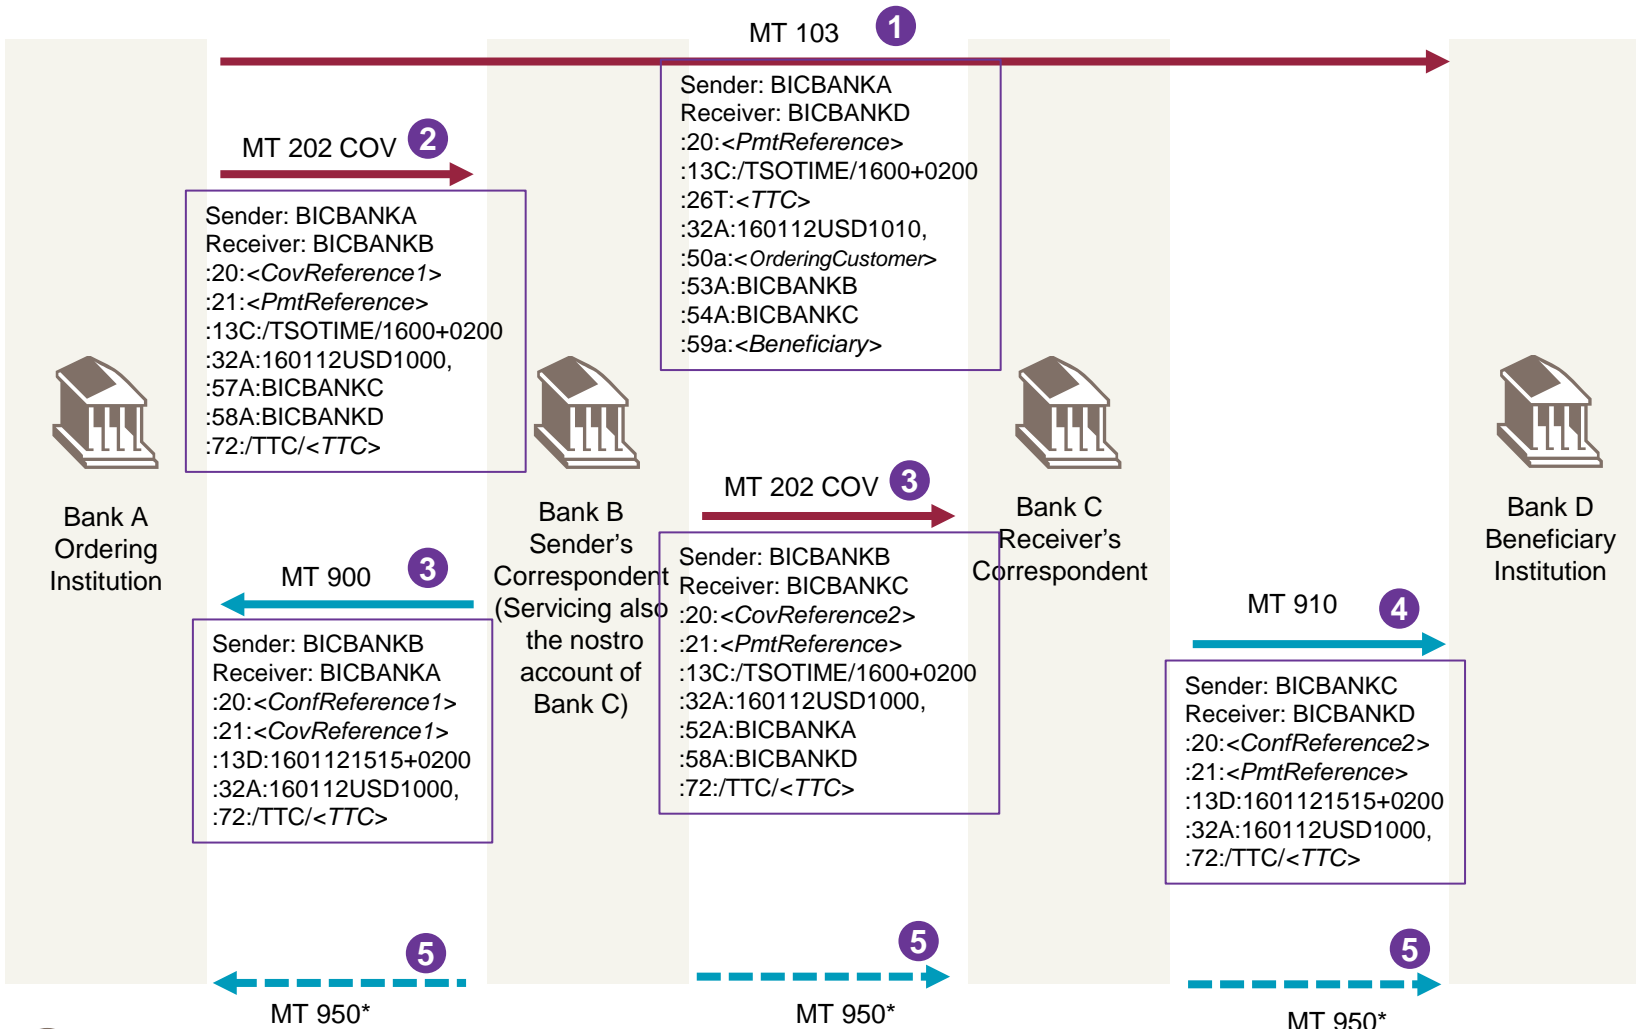 MT 103
1
Sender: BICBANKA
Receiver: BICBANKD
:20:<PmtReference>
:13C:/TSOTIME/1600+0200
:26T:<TTC>
:32A:160112USD1010,
:50a:<OrderingCustomer>
:53A:BICBANKB
:54A:BICBANKC
:59a:<Beneficiary>
MT 202 COV
2
Sender: BICBANKA
Receiver: BICBANKB
:20:<CovReference1>
:21:<PmtReference>
:13C:/TSOTIME/1600+0200
:32A:160112USD1000,
:57A:BICBANKC
:58A:BICBANKD
:72:/TTC/<TTC>
Bank A
Ordering
Institution
Bank B
Sender's
Correspondent
(Servicing also
the nostro
account of
Bank C)
Bank C
Receiver's
Correspondent
Bank D
Beneficiary
Institution
MT 202 COV
3
Sender: BICBANKB
Receiver: BICBANKC
:20:<CovReference2>
:21:<PmtReference>
:13C:/TSOTIME/1600+0200
:32A:160112USD1000,
:52A:BICBANKA
:58A:BICBANKD
:72:/TTC/<TTC>
MT 900
3
Sender: BICBANKB
Receiver: BICBANKA
:20:<ConfReference1>
:21:<CovReference1>
:13D:1601121515+0200
:32A:160112USD1000,
:72:/TTC/<TTC>
MT 910
4
Sender: BICBANKC
Receiver: BICBANKD
:20:<ConfReference2>
:21:<PmtReference>
:13D:1601121515+0200
:32A:160112USD1000,
:72:/TTC/<TTC>
5
MT 950*
5
MT 950*
5
MT 950*